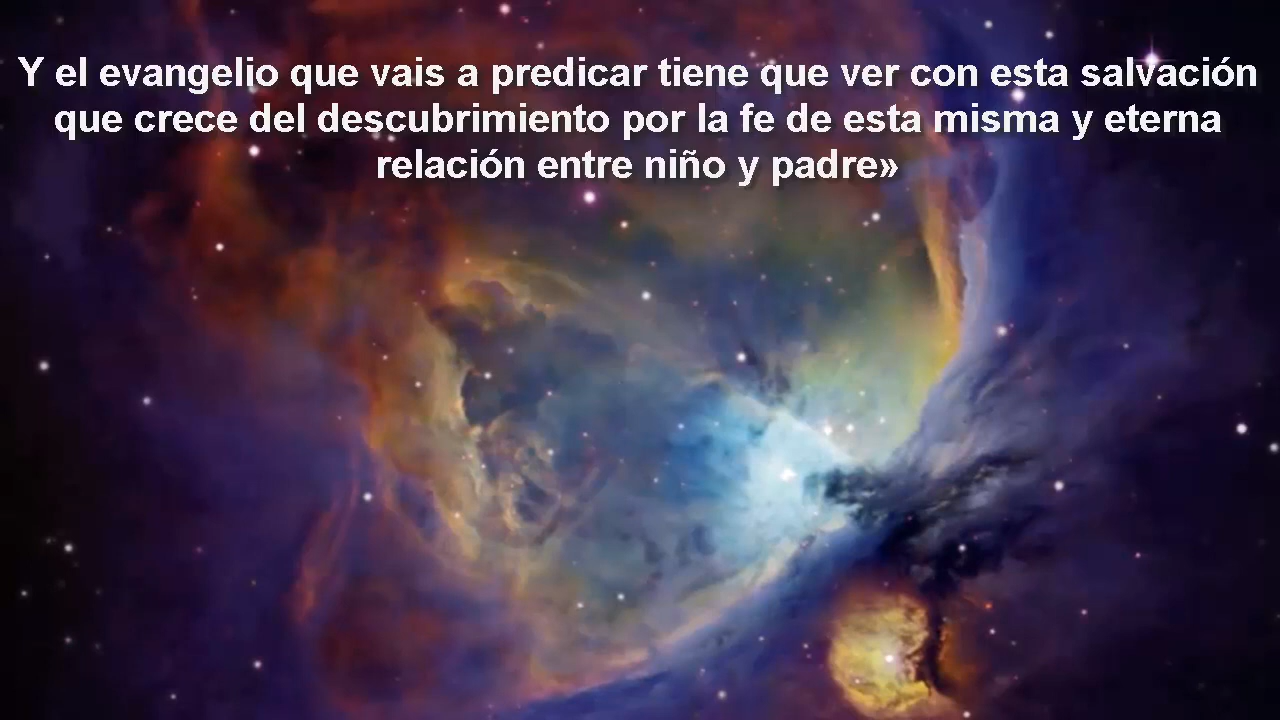 Y el evangelio que vais a predicar tiene que ver con esta salvación
que crece del descubrimiento por la fe de esta misma y eterna
relación entre niño y padre»